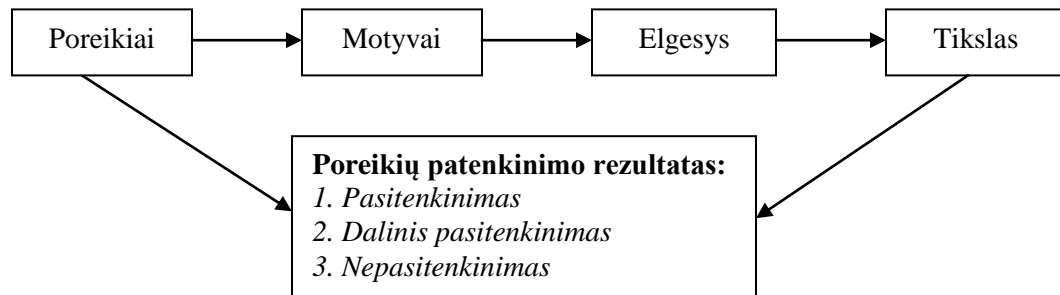 Poreikiai
Motyvai
Elgesys
Tikslas
Poreikių patenkinimo rezultatas:
1. Pasitenkinimas
2. Dalinis pasitenkinimas
3. Nepasitenkinimas